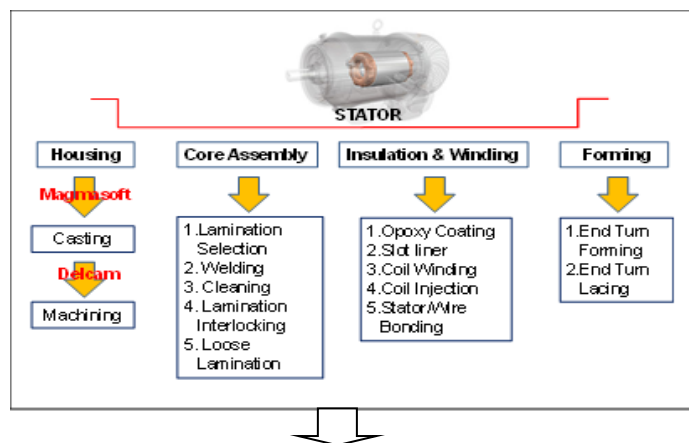 STATOR
Housing
Magmasoft
Casting
Delcam
Machining
Core Assembly
1.Lamination
Selection
2. Welding
3. Cleaning
4. Lamination
Interlocking
5. Loose
Lamination
Insulation & Winding
1.Opoxy Coating
2.Slot liner
3.Coil Winding
4.Coil Injection
5.Stator/Wire
Bonding
Forming
1.End Turn
Forming
2.End Turn
Lacing